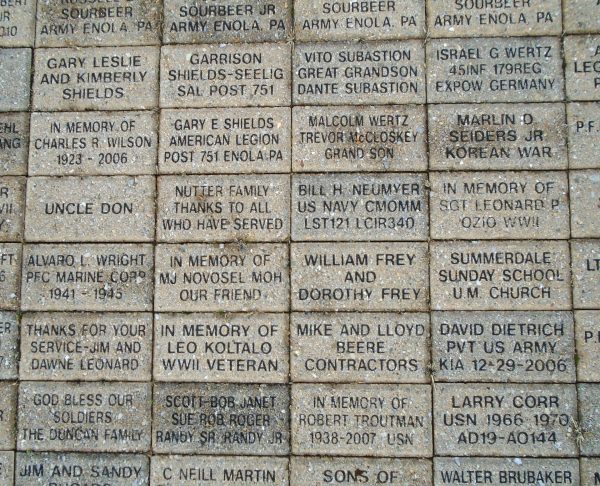 SOURBEER
ARMY ENOLA, PA
SOURBEER JR
ARMY ENOLA, PA
SOURBEER
ARMY ENOLA, PA
SOURBEER
ARMY ENOLA, PA
GARY LESLIE
AND KIMBERLY
SHIELDS
GARRISON
SHIELDS-SEELIG
SAL POST 751
VITO SUBASTION
GREAT GRANDSON
DANTE SUBASTION
ISRAEL G WERTZ
45INF 179REG
EXPOW GERMANY
IN MEMORY OF
CHARLES R. WILSON
1923 - 2006
GARY E SHIELDS
AMERICAN LEGION
POST 751 ENOLA, PA
MALCOLM WERTZ
TREVOR McCLOSKEY
GRAND SON
MARLIN D.
SEIDERS JR
KOREAN WAR
UNCLE DON
NUTTER FAMILY
THANKS TO ALL
WHO HAVE SERVED
BILL H. NEUMYER
US NAVY CMOMM
LST121 LCIR340
IN MEMORY OF
SGT LEONARD P.
OZIO WWII
ALVARO L. WRIGHT
PFC MARINE CORP
1941 - 1945
IN MEMORY OF
MJ NOVOSEL MOH
OUR FRIEND
WILLIAM FREY
AND
DOROTHY FREY
SUMMERDALE
SUNDAY SCHOOL
U.M. CHURCH
THANKS FOR YOUR
SERVICE-JIM AND
DAWNE LEONARD
IN MEMORY OF
LEO KOLTALO
WWII VETERAN
MIKE AND LLOYD
BEERE
CONTRACTORS
DAVID DIETRICH
PVT US ARMY
KIA 12-29-2006
GOD BLESS OUR
SOLDIERS
THE DUNCAN FAMILY
SCOTT-BOB JANET
SUE ROB ROGER
RANDY SR. RANDY JR.
IN MEMORY OF
ROBERT TROUTMAN
1938-2007 USN
LARRY CORR
USN 1966-1970
AD19-AO144
JIM AND SANDY
C NEILL MARTIN
SONS OF
WALTER BRUBAKER